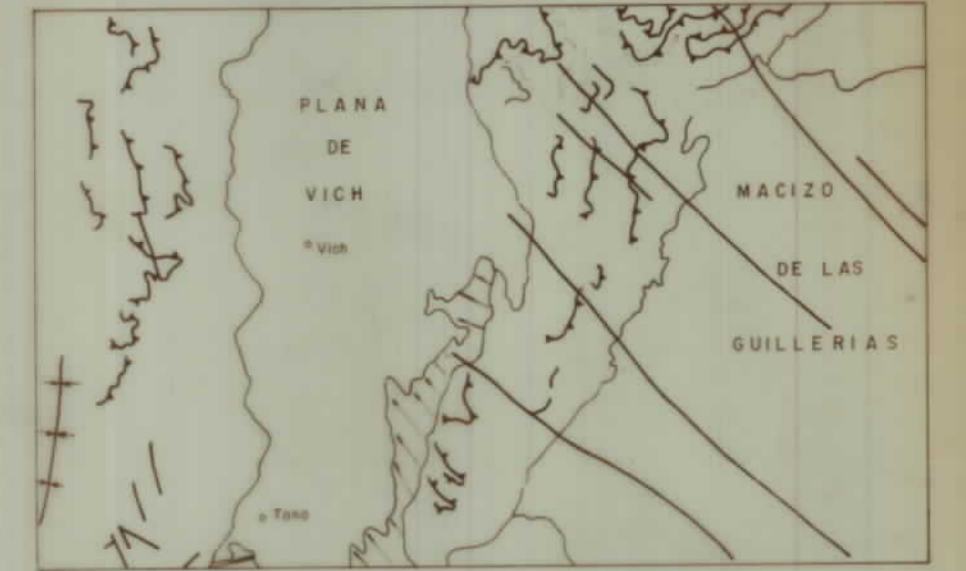 PLANA
DE
VICH
Vich
MACIZO
DE LAS
GUILLERIAS
Tona